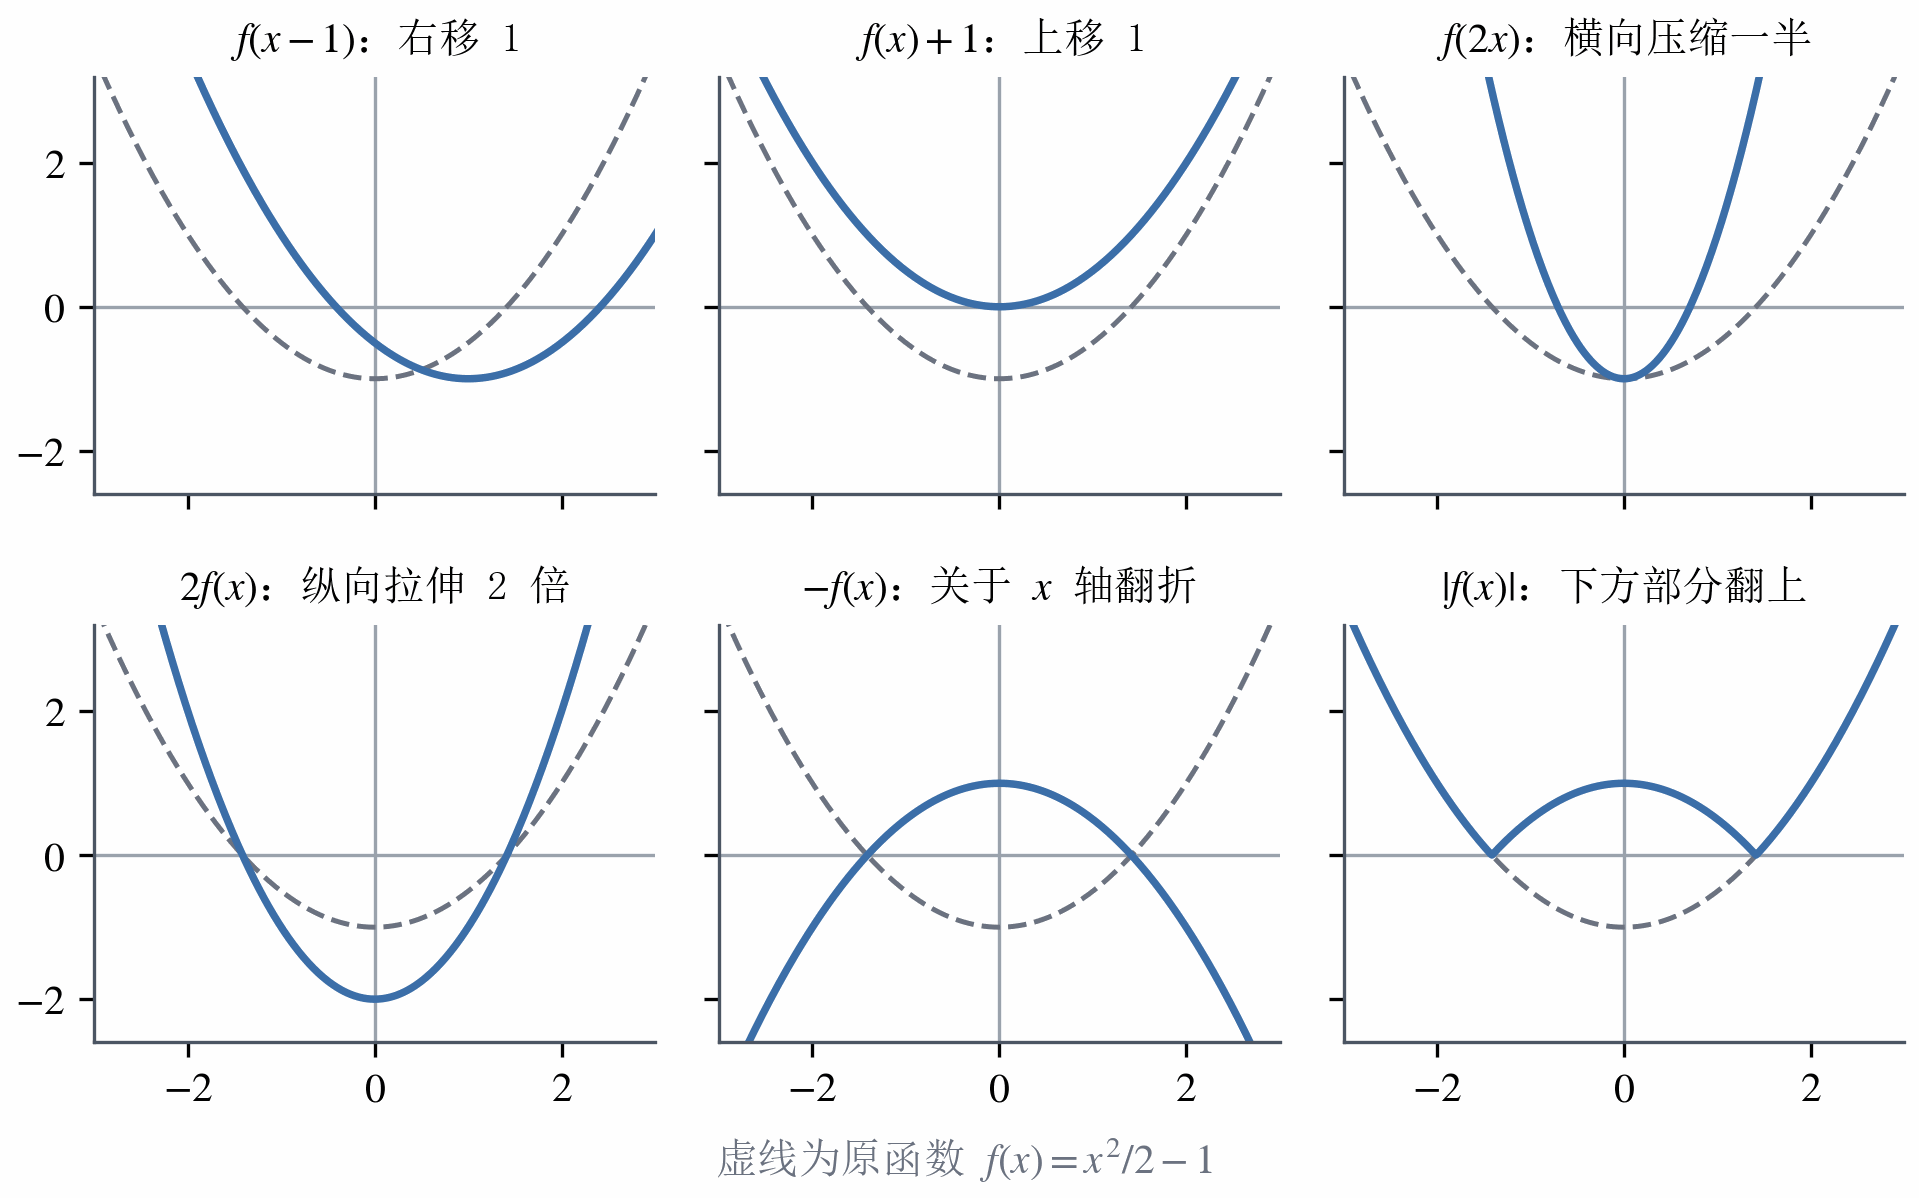 f(x − 1)：右移 1
f(x) + 1：上移 1
f(2x)：横向压缩一半
2
0
−2
2f(x)：纵向拉伸 2 倍
−f(x)：关于 x 轴翻折
|f(x)|：下方部分翻上
2
0
−2
−2 0 2
−2 0 2
−2 0 2
虚线为原函数 f(x) = x²/2 − 1